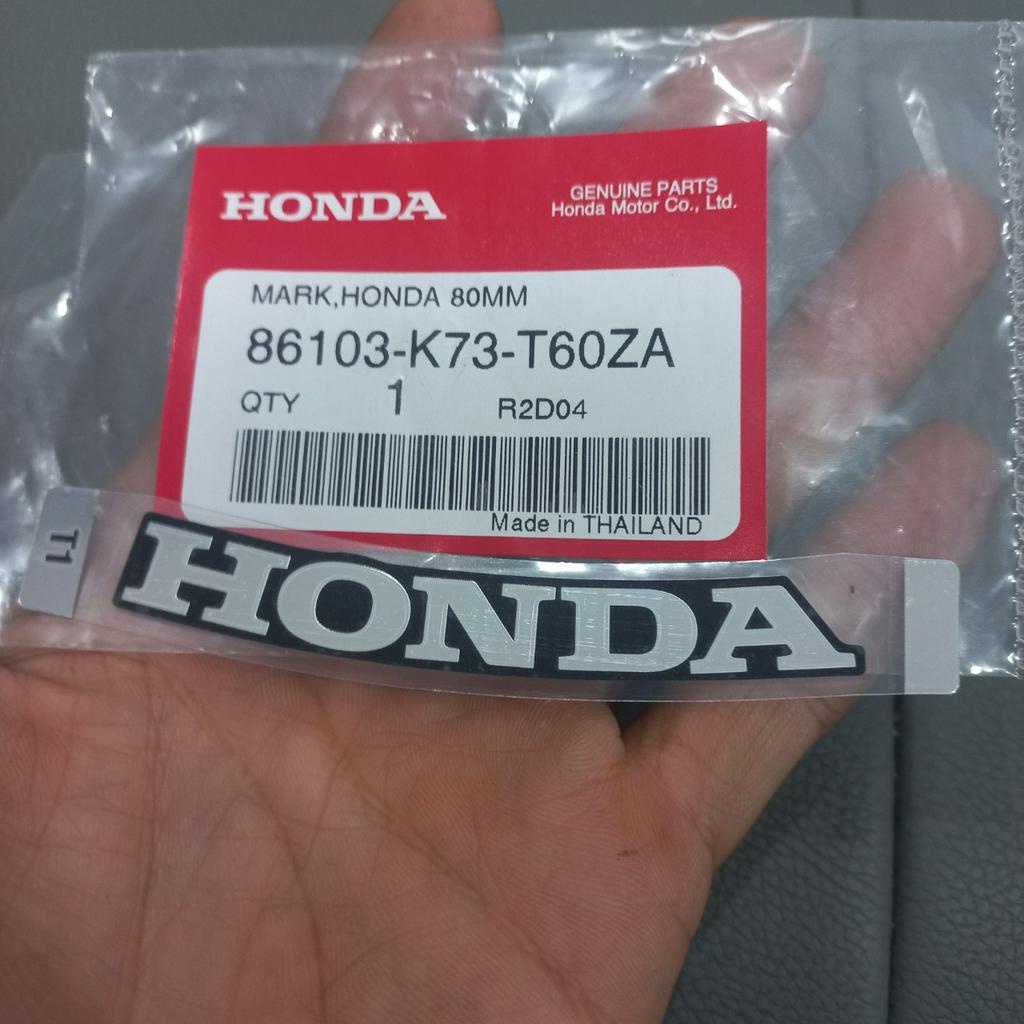 HONDA
GENUINE PARTS
Honda Motor Co., Ltd.
MARK,HONDA 80MM
86103-K73-T60ZA
QTY 1 R2D04
Made in THAILAND
T1
HONDA